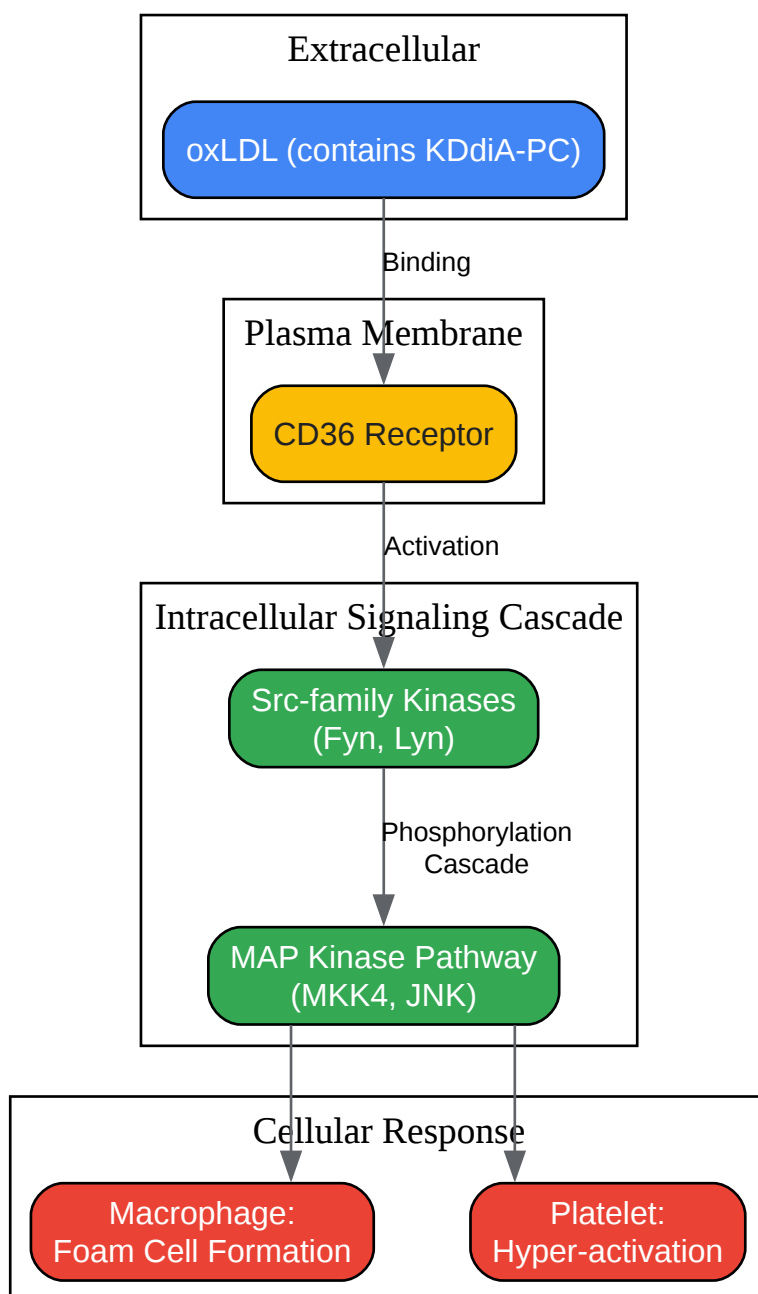 Extracellular
oxLDL (contains KDdiA-PC)
Binding
Plasma Membrane
CD36 Receptor
Activation
Intracellular Signaling Cascade
Src-family Kinases
(Fyn, Lyn)
Phosphorylation
Cascade
MAP Kinase Pathway
(MKK4, JNK)
Cellular Response
Macrophage:
Foam Cell Formation
Platelet:
Hyper-activation